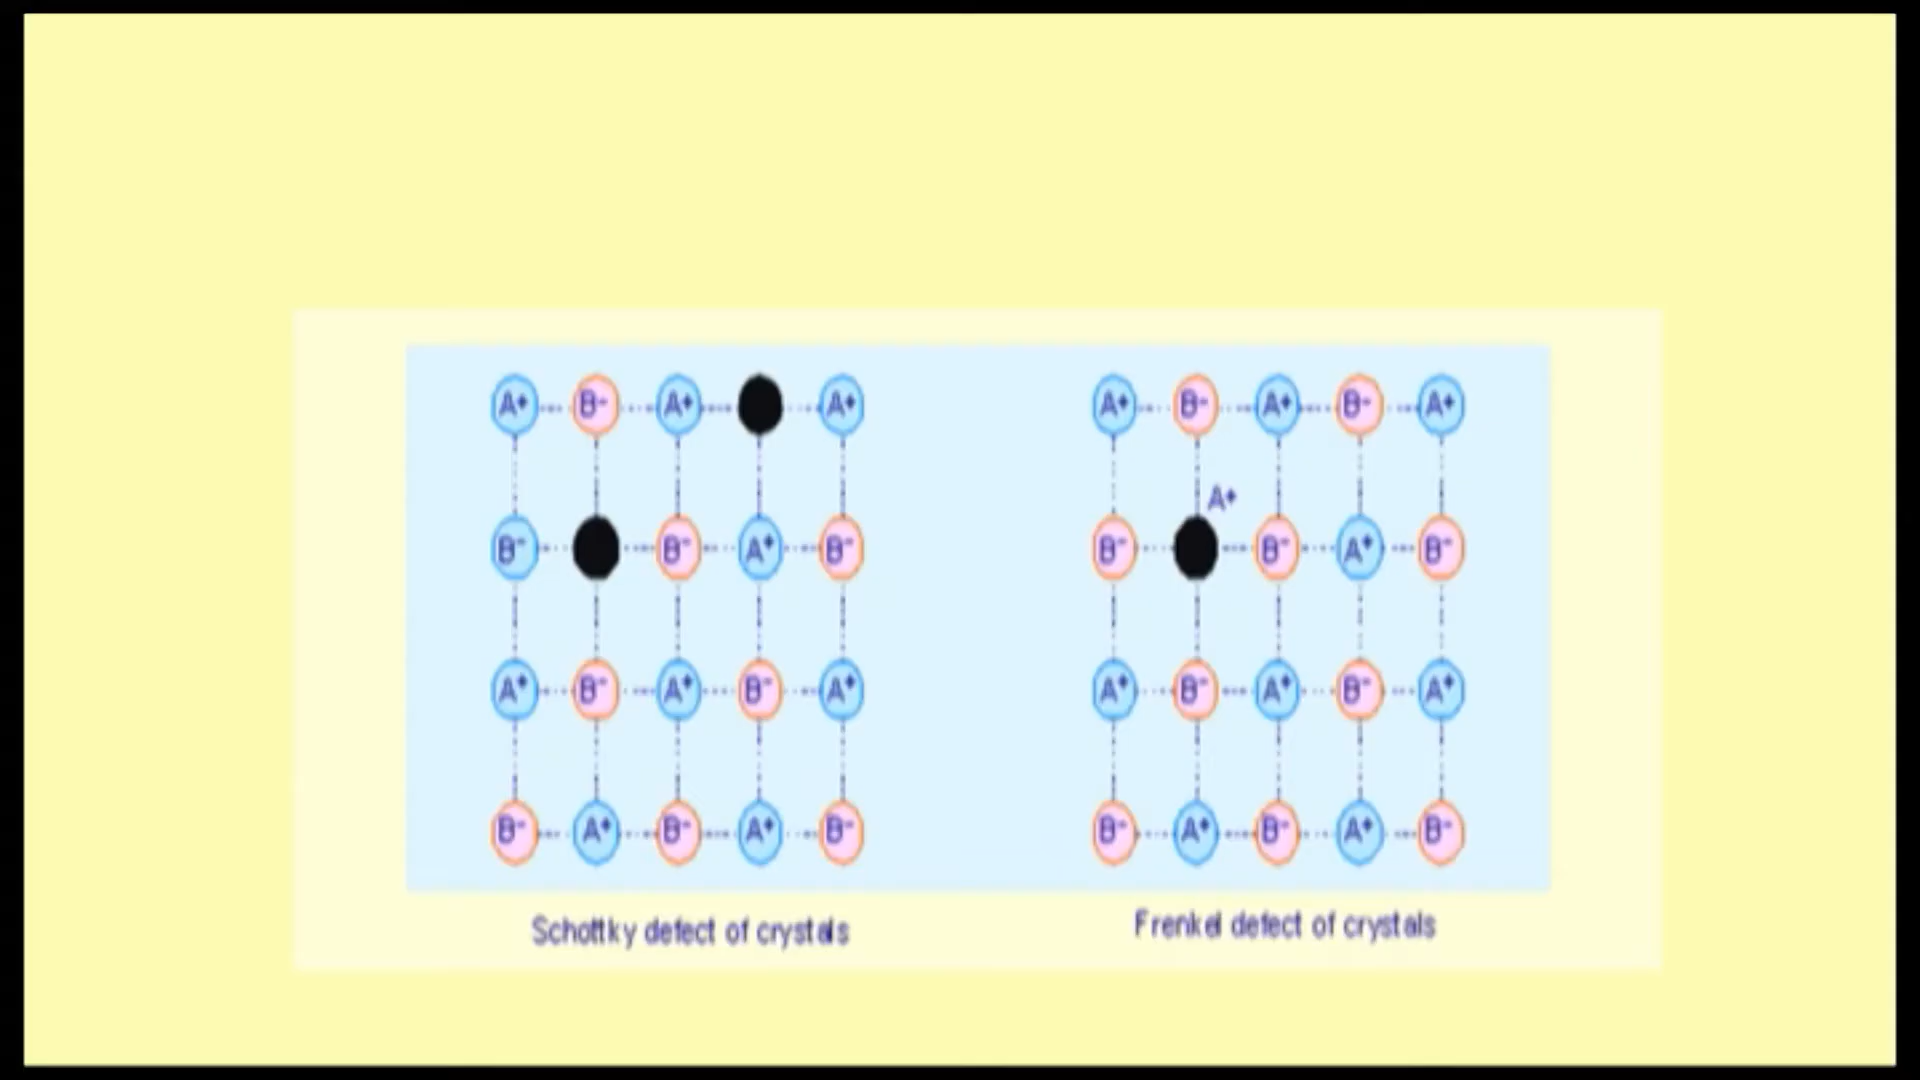 A+ B- A+ A+
B- B- A+ B-
A+ B- A+ B- A+
B- A+ B- A+ B-
Schottky defect of crystals
A+ B- A+ B- A+
A+
B- B- A+ B-
A+ B- A+ B- A+
B- A+ B- A+ B-
Frenkel defect of crystals